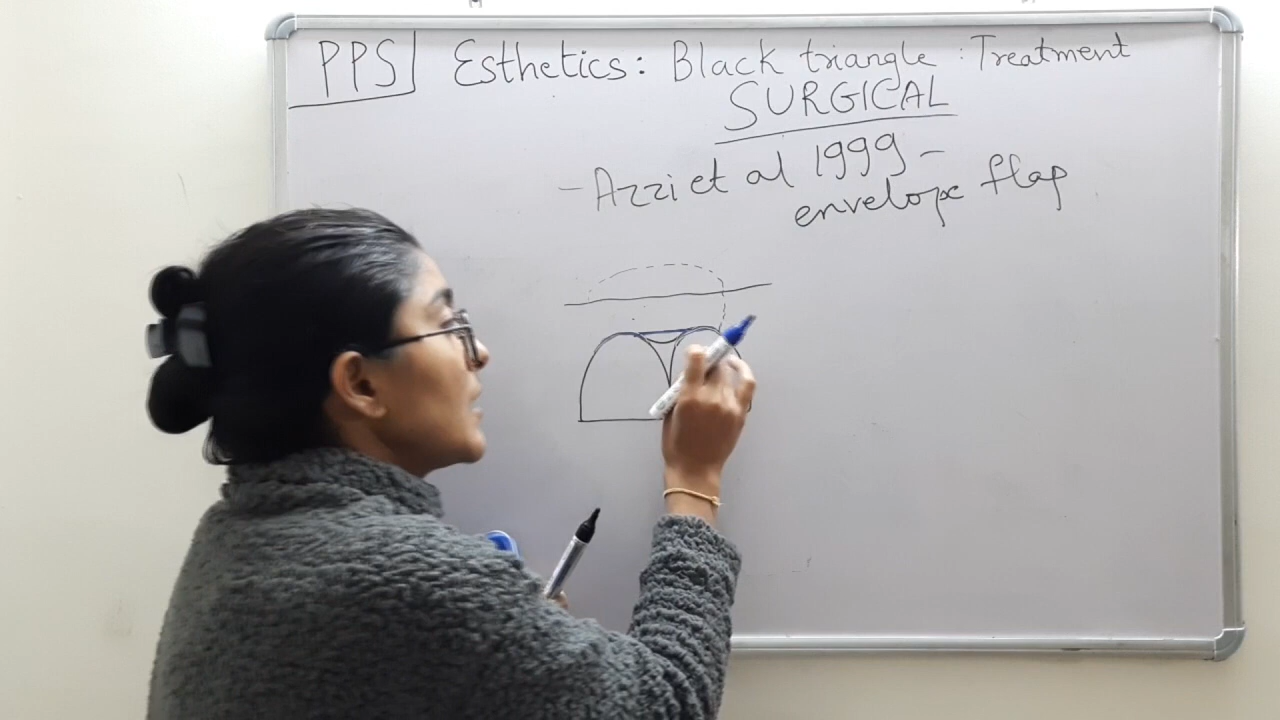 PPS Esthetics: Black triangle: Treatment
SURGICAL
- Azzi et al 1999 -
envelope flap